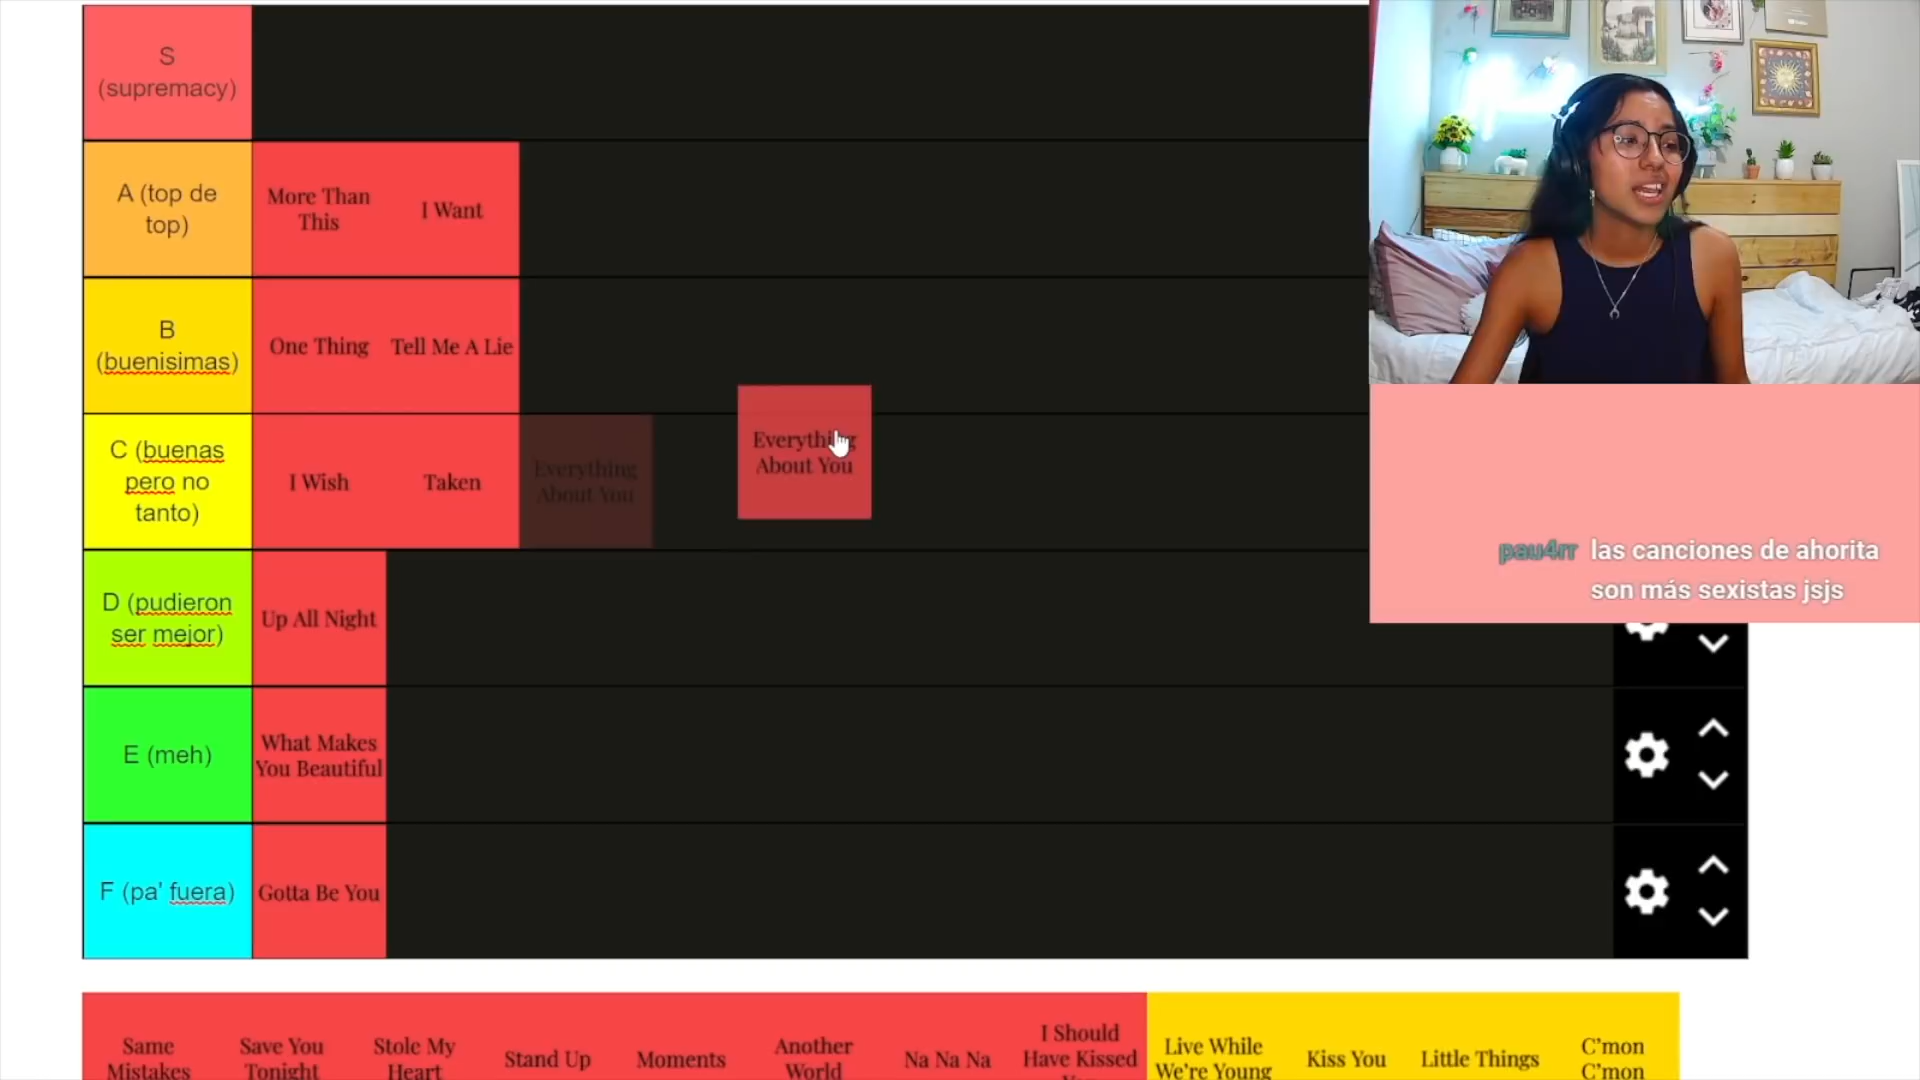 S
(supremacy)
A (top de
top)
More Than
This
I Want
B
(buenisimas)
One Thing
Tell Me A Lie
C (buenas
pero no
tanto)
I Wish
Taken
Everything
About You
Everything
About You
D (pudieron
ser mejor)
Up All Night
E (meh)
What Makes
You Beautiful
F (pa' fuera)
Gotta Be You
pau4rr las canciones de ahorita
son más sexistas jsjs
Same
Mistakes
Save You
Tonight
Stole My
Heart
Stand Up
Moments
Another
World
Na Na Na
I Should
Have Kissed
You
Live While
We're Young
Kiss You
Little Things
C'mon
C'mon